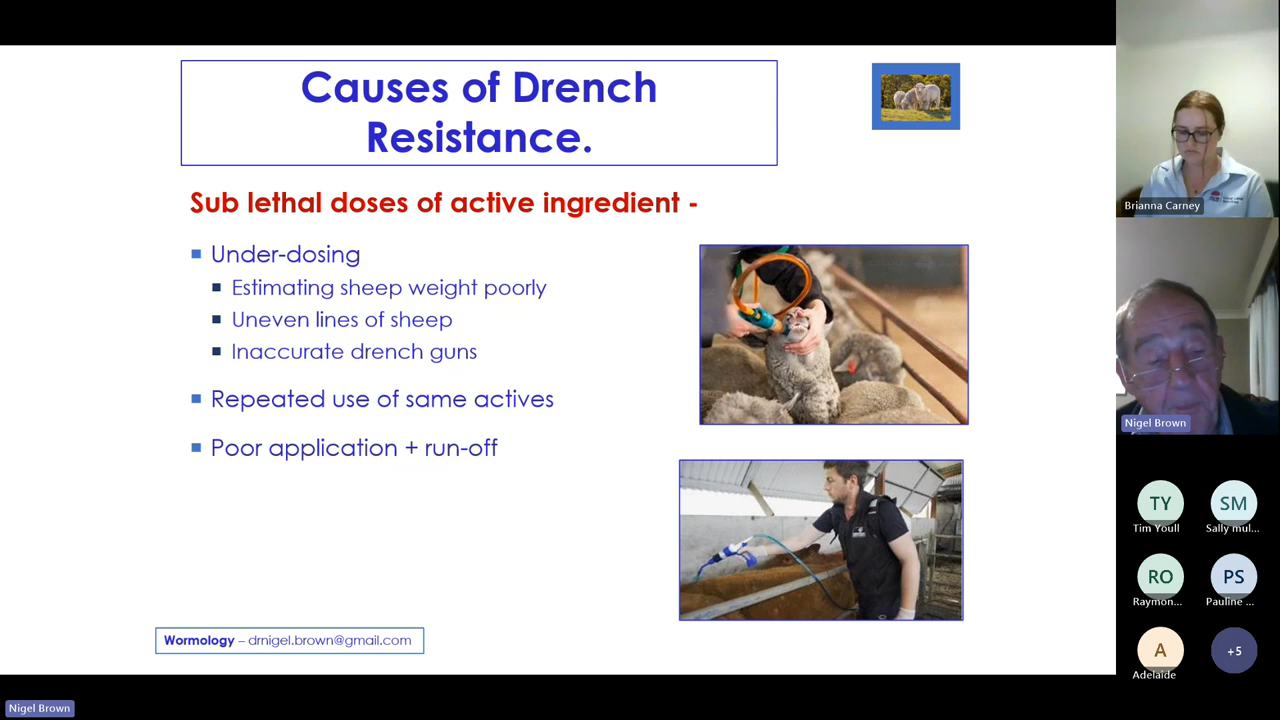 Causes of Drench
Resistance.
Sub lethal doses of active ingredient -
Under-dosing
Estimating sheep weight poorly
Uneven lines of sheep
Inaccurate drench guns
Repeated use of same actives
Poor application + run-off
Wormology – drnigel.brown@gmail.com
Nigel Brown
Brianna Carney
Nigel Brown
TY
SM
Tim Youll
Sally mul...
RO
PS
Raymon...
Pauline ...
A
+5
Adelaide